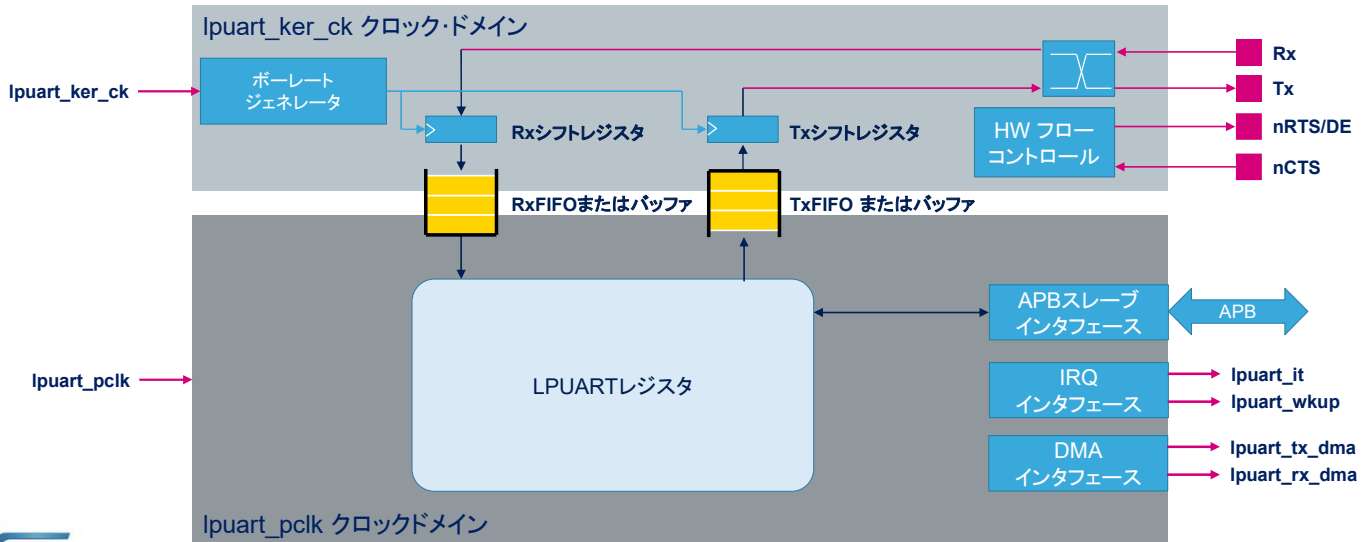 lpuart_ker_ck クロック・ドメイン
lpuart_ker_ck
ボーレート
ジェネレータ
Rxシフトレジスタ
Txシフトレジスタ
HW フロー
コントロール
Rx
Tx
nRTS/DE
nCTS
RxFIFOまたはバッファ
TxFIFO またはバッファ
lpuart_pclk
LPUARTレジスタ
APBスレーブ
インタフェース
APB
IRQ
インタフェース
lpuart_it
lpuart_wkup
DMA
インタフェース
lpuart_tx_dma
lpuart_rx_dma
lpuart_pclk クロックドメイン